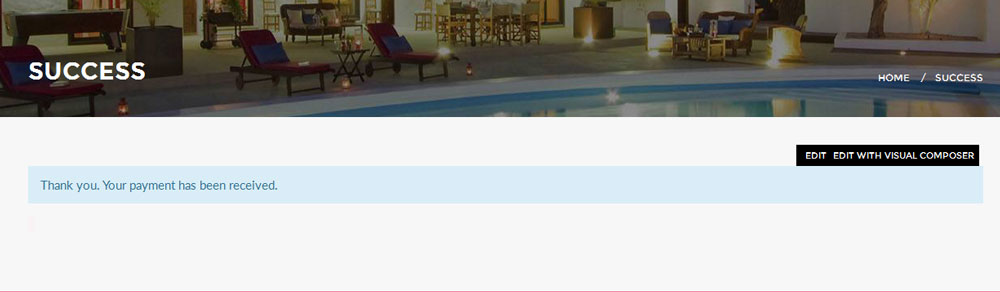 SUCCESS
HOME / SUCCESS
EDIT EDIT WITH VISUAL COMPOSER
Thank you. Your payment has been received.